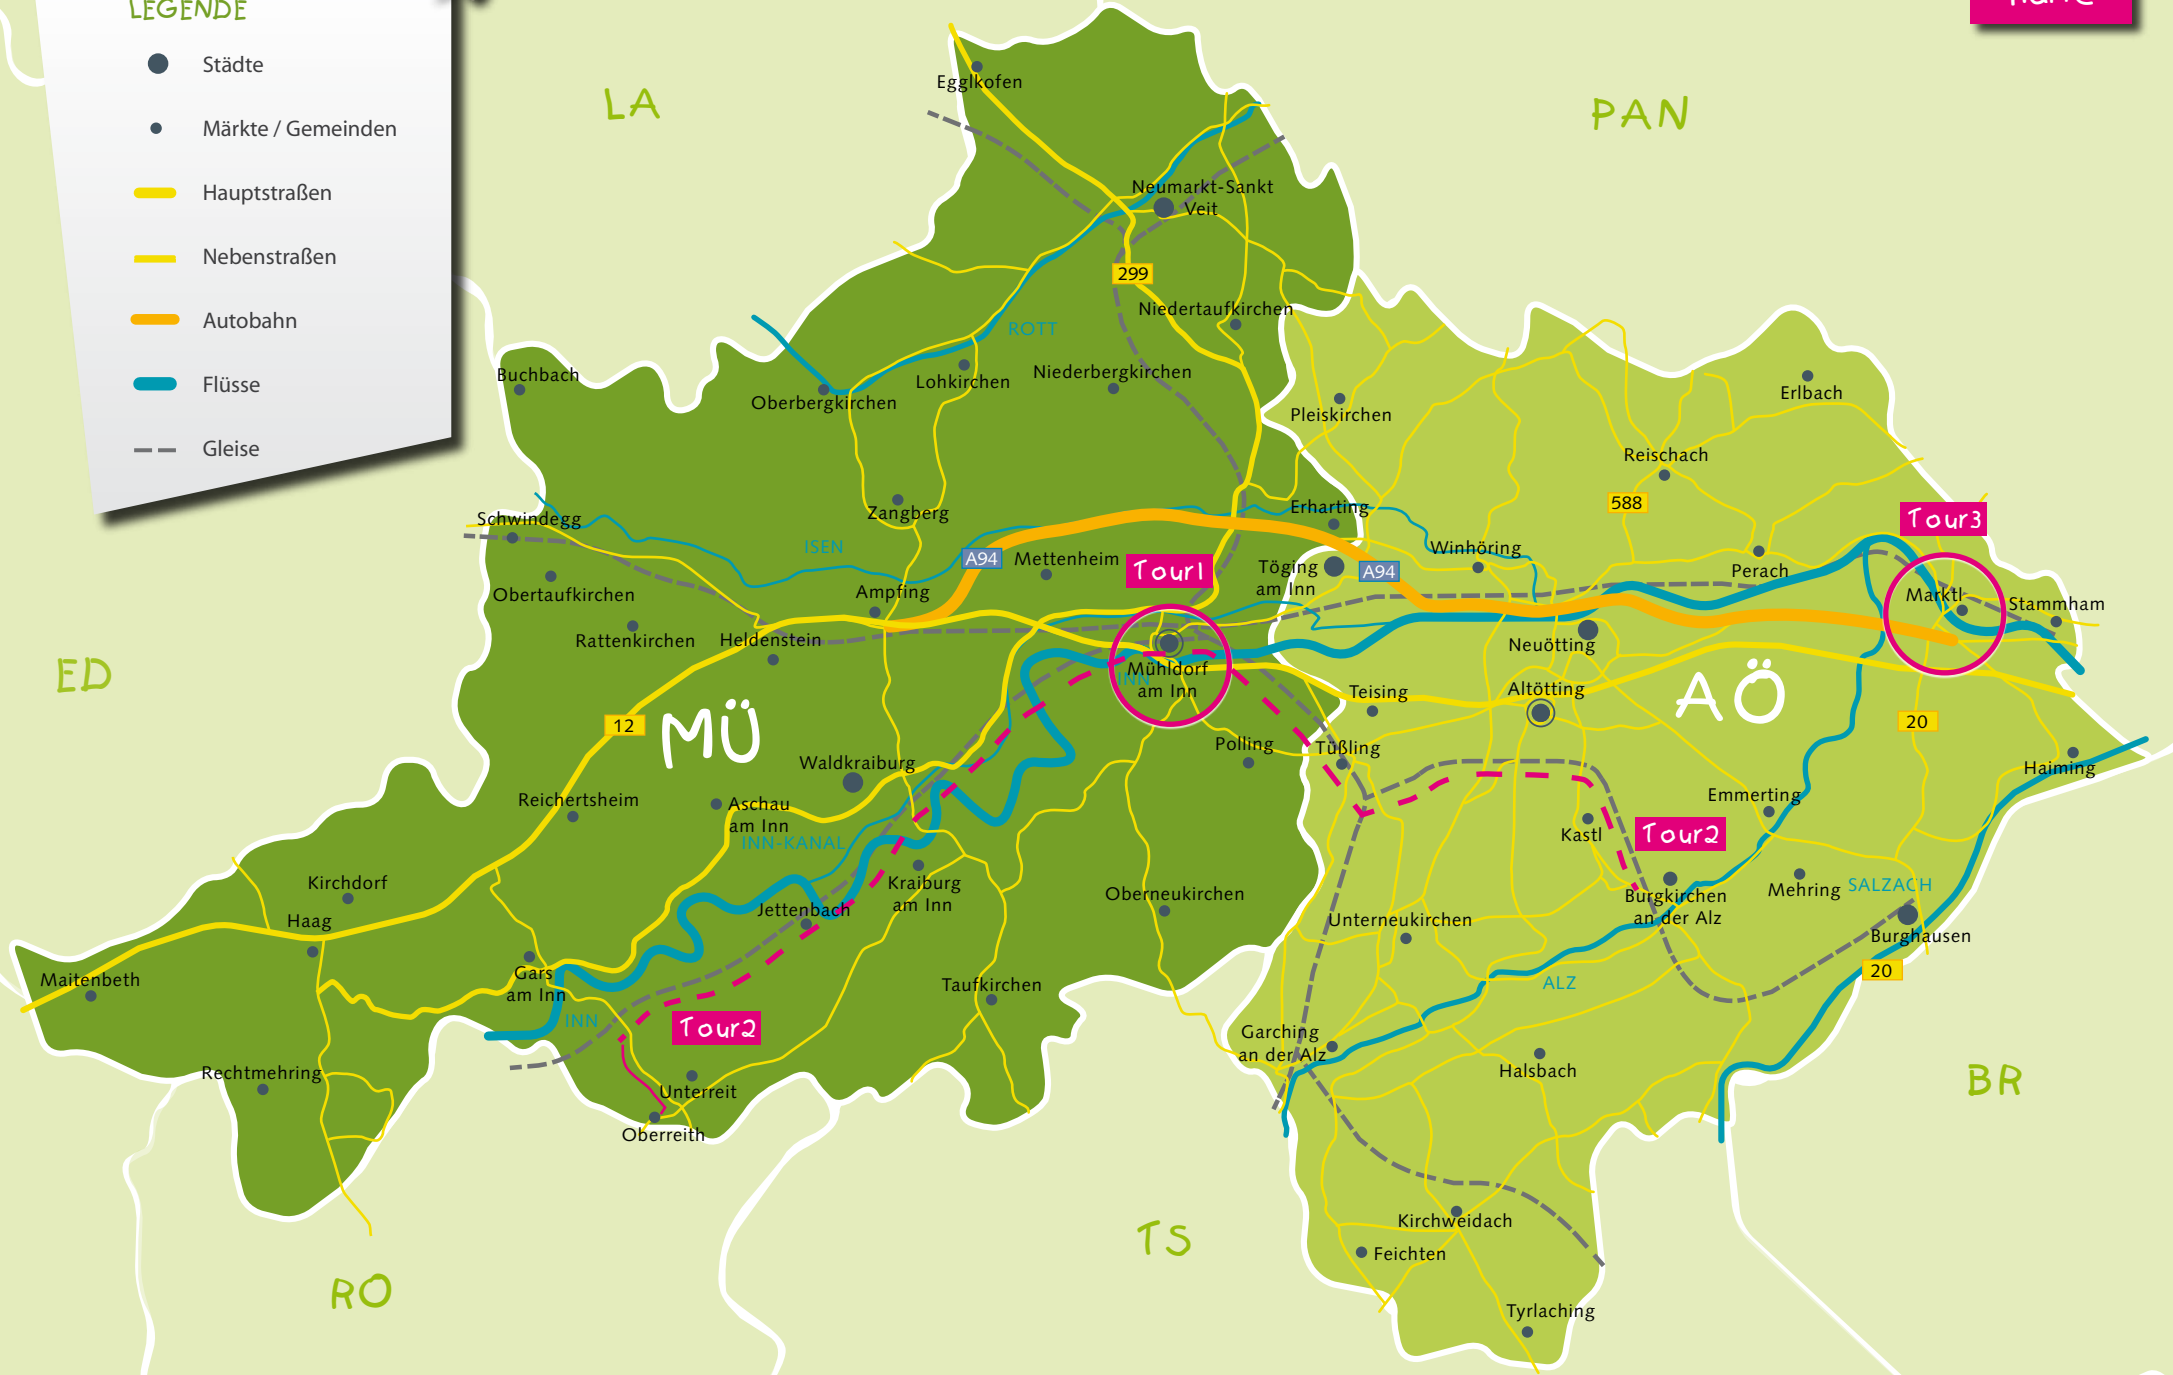 LEGENDE
Städte
Märkte / Gemeinden
Hauptstraßen
Nebenstraßen
Autobahn
Flüsse
Gleise
LA
PAN
Egglkofen
Neumarkt-Sankt
Veit
299
Niedertaufkirchen
ROTT
Buchbach
Oberbergkirchen
Lohkirchen
Niederbergkirchen
Pleiskirchen
Erlbach
Reischach
588
Schwindegg
Zangberg
Erharting
Tour3
ISEN
A94
Mettenheim
Tour1
Töging
am Inn
A94
Winhöring
Perach
Obertaufkirchen
Ampfing
Marktl
Stammham
Rattenkirchen
Heldenstein
Neuötting
ED
Mühldorf
am Inn
INN
Teising
Altötting
AÖ
12
MÜ
20
Waldkraiburg
Polling
Tüßling
Haiming
Reichertsheim
Aschau
am Inn
Emmerting
INN-KANAL
Kastl
Tour2
Kirchdorf
Kraiburg
am Inn
Oberneukirchen
Mehring
SALZACH
Burgkirchen
an der Alz
Haag
Jettenbach
Unterneukirchen
Burghausen
Maitenbeth
Gars
am Inn
Taufkirchen
ALZ
20
INN
Tour2
Garching
an der Alz
Halsbach
BR
Rechtmehring
Unterreit
Oberreith
TS
Kirchweidach
Feichten
RO
Tyrlaching